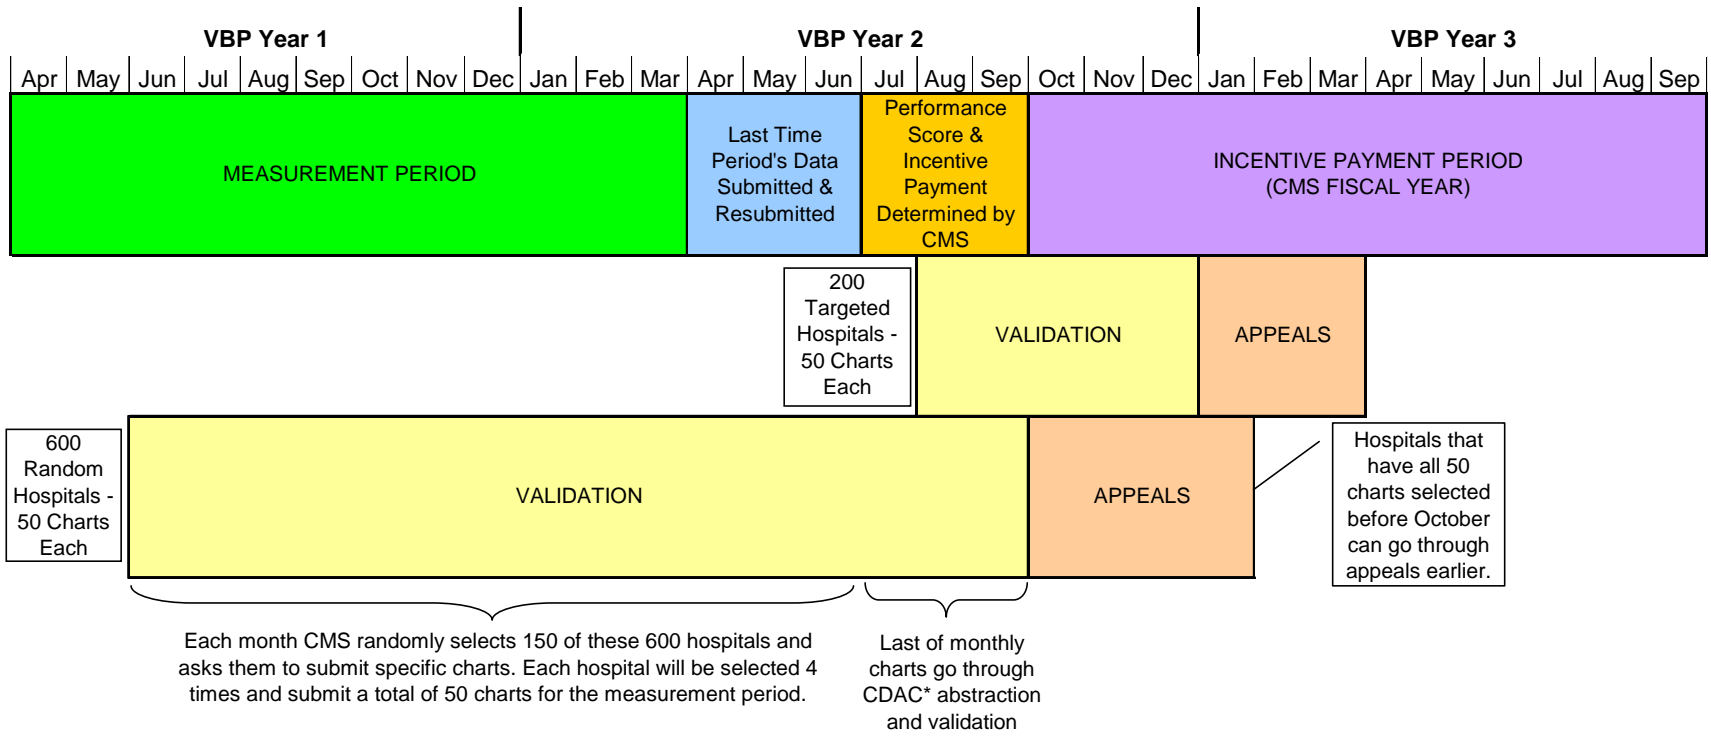 VBP Year 1
VBP Year 2
VBP Year 3
Apr May Jun Jul Aug Sep Oct Nov Dec Jan Feb Mar Apr May Jun Jul Aug Sep Oct Nov Dec Jan Feb Mar Apr May Jun Jul Aug Sep
MEASUREMENT PERIOD
Last Time
Period's Data
Submitted &
Resubmitted
Performance
Score &
Incentive
Payment
Determined by
CMS
INCENTIVE PAYMENT PERIOD
(CMS FISCAL YEAR)
200
Targeted
Hospitals -
50 Charts
Each
VALIDATION
APPEALS
600
Random
Hospitals -
50 Charts
Each
VALIDATION
APPEALS
Hospitals that
have all 50
charts selected
before October
can go through
appeals earlier.
Each month CMS randomly selects 150 of these 600 hospitals and
asks them to submit specific charts. Each hospital will be selected 4
times and submit a total of 50 charts for the measurement period.
Last of monthly
charts go through
CDAC* abstraction
and validation